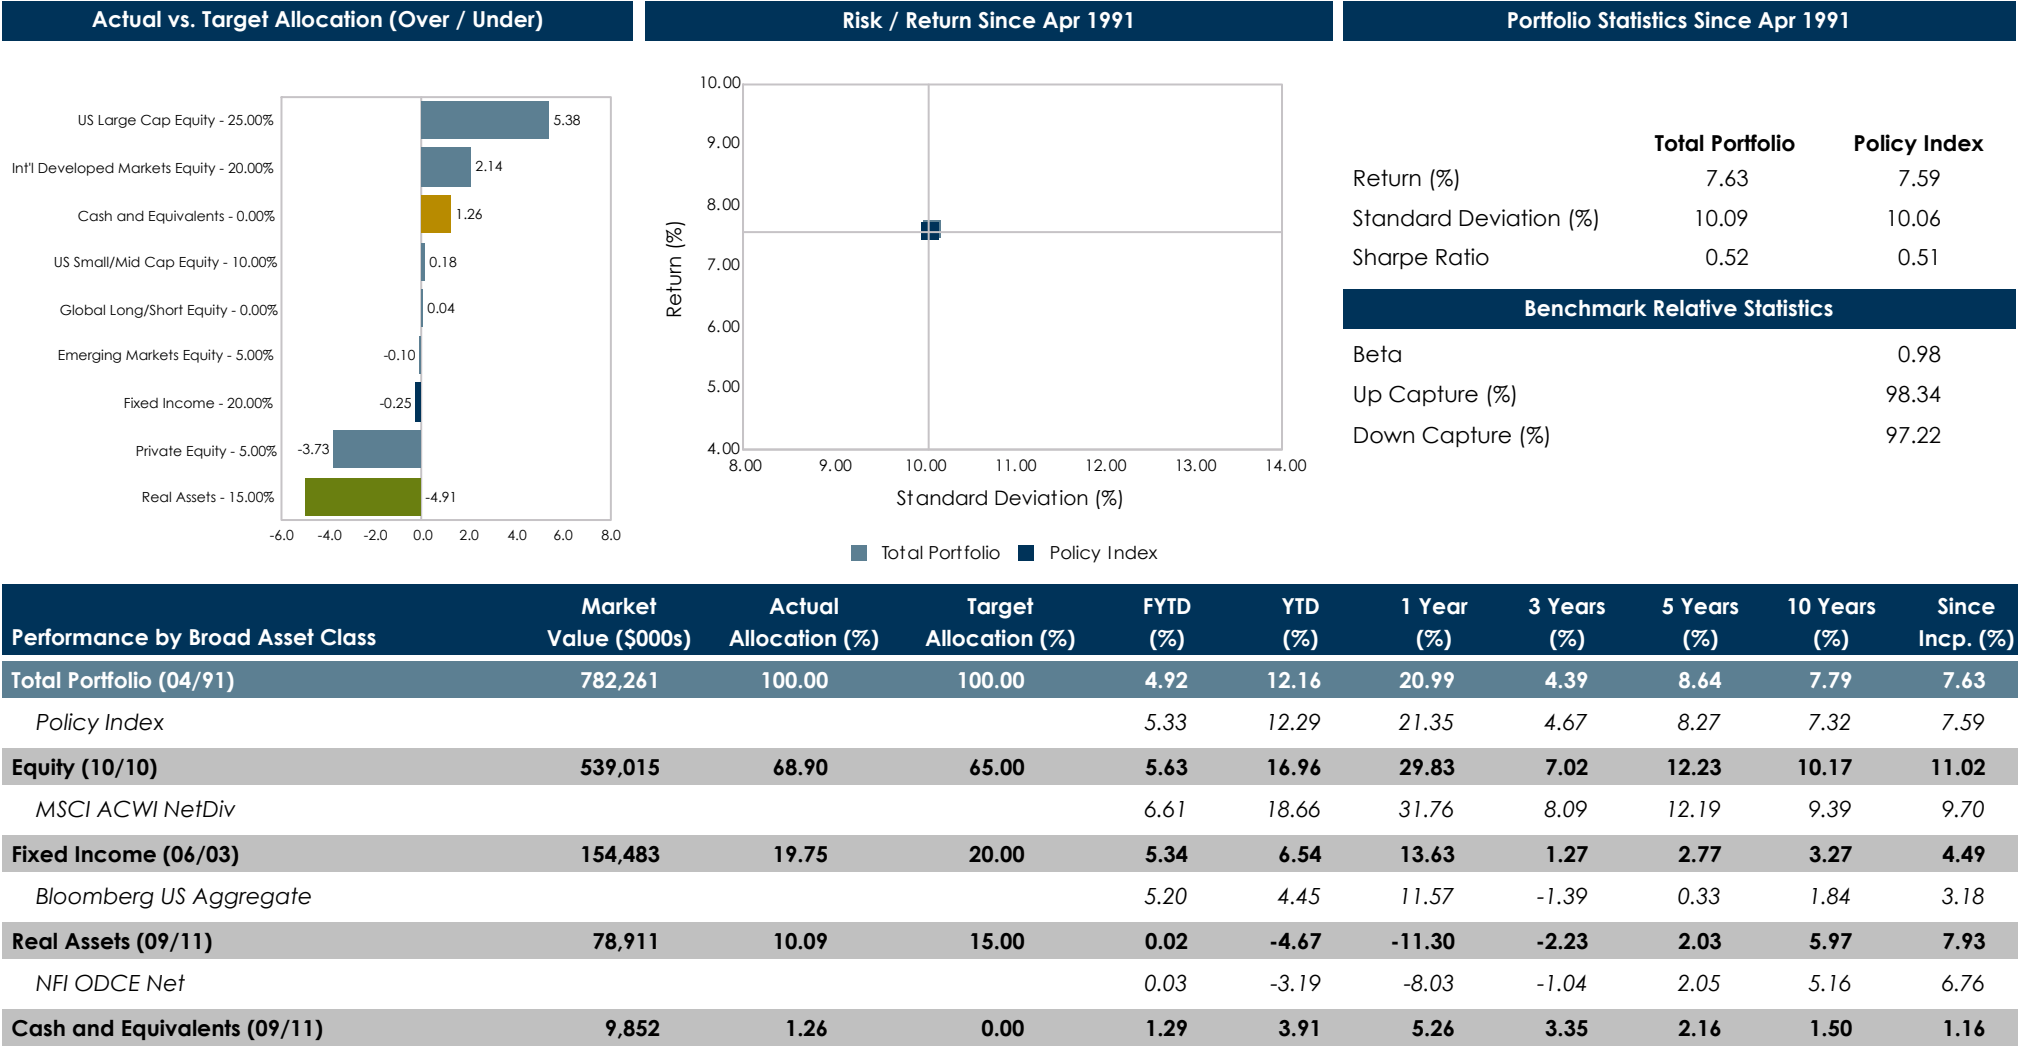 Actual vs. Target Allocation (Over / Under)
US Large Cap Equity - 25.00%
5.38
Int'l Developed Markets Equity - 20.00%
2.14
Cash and Equivalents - 0.00%
1.26
US Small/Mid Cap Equity - 10.00%
0.18
Global Long/Short Equity - 0.00%
0.04
Emerging Markets Equity - 5.00%
-0.10
Fixed Income - 20.00%
-0.25
Private Equity - 5.00%
-3.73
Real Assets - 15.00%
-4.91
-6.0 -4.0 -2.0 0.0 2.0 4.0 6.0 8.0
Risk / Return Since Apr 1991
Return (%)
10.00
9.00
8.00
7.00
6.00
5.00
4.00
8.00 9.00 10.00 11.00 12.00 13.00 14.00
Standard Deviation (%)
Total Portfolio Policy Index
Portfolio Statistics Since Apr 1991
Total Portfolio Policy Index
Return (%) 7.63 7.59
Standard Deviation (%) 10.09 10.06
Sharpe Ratio 0.52 0.51
Benchmark Relative Statistics
Beta 0.98
Up Capture (%) 98.34
Down Capture (%) 97.22
Market Actual Target FYTD YTD 1 Year 3 Years 5 Years 10 Years Since
Performance by Broad Asset Class Value ($000s) Allocation (%) Allocation (%) (%) (%) (%) (%) (%) (%) Incp. (%)
Total Portfolio (04/91) 782,261 100.00 100.00 4.92 12.16 20.99 4.39 8.64 7.79 7.63
Policy Index 5.33 12.29 21.35 4.67 8.27 7.32 7.59
Equity (10/10) 539,015 68.90 65.00 5.63 16.96 29.83 7.02 12.23 10.17 11.02
MSCI ACWI NetDiv 6.61 18.66 31.76 8.09 12.19 9.39 9.70
Fixed Income (06/03) 154,483 19.75 20.00 5.34 6.54 13.63 1.27 2.77 3.27 4.49
Bloomberg US Aggregate 5.20 4.45 11.57 -1.39 0.33 1.84 3.18
Real Assets (09/11) 78,911 10.09 15.00 0.02 -4.67 -11.30 -2.23 2.03 5.97 7.93
NFI ODCE Net 0.03 -3.19 -8.03 -1.04 2.05 5.16 6.76
Cash and Equivalents (09/11) 9,852 1.26 0.00 1.29 3.91 5.26 3.35 2.16 1.50 1.16